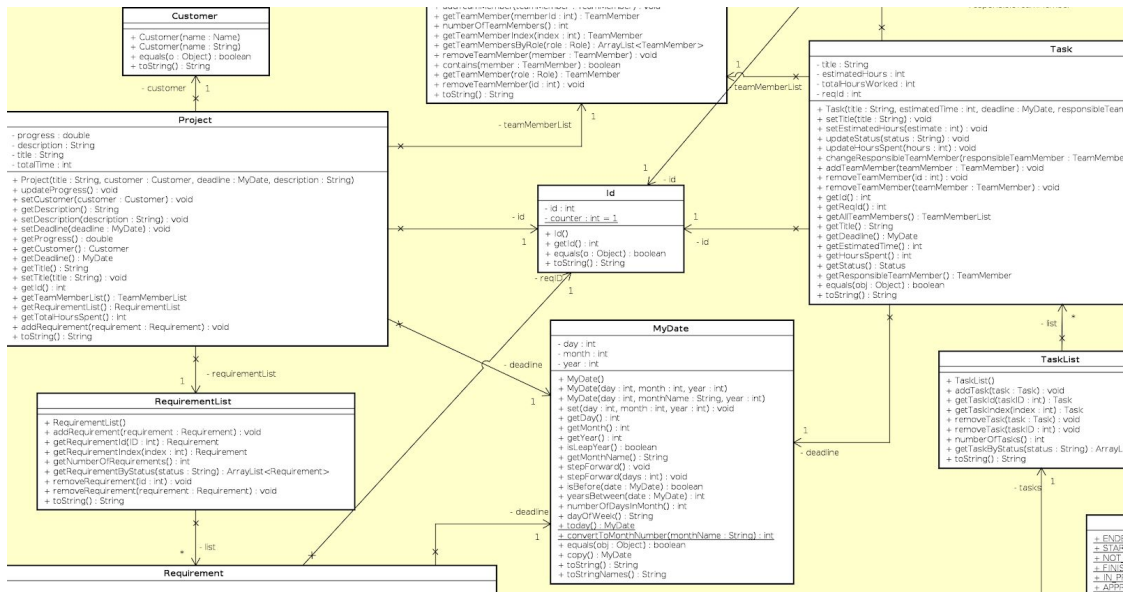 Customer
+ Customer(name : Name)
+ Customer(name : String)
+ equals(o : Object) : boolean
+ toString() : String
- customer
1
+ getTeamMember(memberId : int) : TeamMember
+ numberOfTeamMembers() : int
+ getTeamMemberIndex(index : int) : TeamMember
+ getTeamMembersByRole(role : Role) : ArrayList<TeamMember>
+ removeTeamMember(member : TeamMember) : void
+ contains(member : TeamMember) : boolean
+ getTeamMember(role : Role) : TeamMember
+ removeTeamMember(id : int) : void
+ toString() : String
1
- teamMemberList
1
teamMemberList
Task
- title : String
- estimatedHours : int
- totalHoursWorked : int
- reqId : int
+ Task(title : String, estimatedTime : int, deadline : MyDate,
+ setTitle(title : String) : void
+ setEstimatedHours(estimate : int) : void
+ updateStatus(status : String) : void
+ updateHoursSpent(hours : int) : void
+ changeResponsibleTeamMember(responsibleTeamMember :
+ addTeamMember(teamMember : TeamMember) : void
+ removeTeamMember(id : int) : void
+ removeTeamMember(teamMember : TeamMember) : void
+ getId() : int
+ getReqId() : int
+ getAllTeamMembers() : TeamMemberList
+ getTitle() : String
+ getDeadline() : MyDate
+ getEstimatedTime() : int
+ getHoursSpent() : int
+ getStatus() : Status
+ getResponsibleTeamMember() : TeamMember
+ equals(obj : Object) : boolean
+ toString() : String
Project
- progress : double
- description : String
- title : String
- totalTime : int
+ Project(title : String, customer : Customer, deadline : MyDate, description : String)
+ updateProgress() : void
+ setCustomer(customer : Customer) : void
+ getDescription() : String
+ setDescription(description : String) : void
+ setDeadline(deadline : MyDate) : void
+ getProgress() : double
+ getCustomer() : Customer
+ getDeadline() : MyDate
+ getTitle() : String
+ setTitle(title : String) : void
+ getId() : int
+ getTeamMemberList() : TeamMemberList
+ getRequirementList() : RequirementList
+ getTotalHoursSpent() : int
+ addRequirement(requirement : Requirement) : void
+ toString() : String
1
- id
- id
1
1
- id
Id
- id : int
- counter : int = 1
+ Id()
+ getId() : int
+ equals(o : Object) : boolean
+ toString() : String
- reqID
1
MyDate
- day : int
- month : int
- year : int
+ MyDate()
+ MyDate(day : int, month : int, year : int)
+ MyDate(day : int, monthName : String, year : int)
+ set(day : int, month : int, year : int) : void
+ getDay() : int
+ getMonth() : int
+ getYear() : int
+ isLeapYear() : boolean
+ getMonthName() : String
+ stepForward() : void
+ stepForward(days : int) : void
+ isBefore(date : MyDate) : boolean
+ yearsBetween(date : MyDate) : int
+ numberOfDaysInMonth() : int
+ dayOfWeek() : String
+ today() : MyDate
+ convertToMonthNumber(monthName : String) : int
+ equals(obj : Object) : boolean
+ copy() : MyDate
+ toString() : String
+ toStringNames() : String
- deadline
1
1
- deadline
- deadline
1
*
- list
TaskList
+ TaskList()
+ addTask(task : Task) : void
+ getTaskId(taskID : int) : Task
+ getTaskIndex(index : int) : Task
+ removeTask(task : Task) : void
+ removeTask(taskID : int) : void
+ numberOfTasks() : int
+ getTaskByStatus(status : String) :
+ toString() : String
1
- tasks
- requirementList
1
RequirementList
+ RequirementList()
+ addRequirement(requirement : Requirement) : void
+ getRequirementId(ID : int) : Requirement
+ getRequirementIndex(index : int) : Requirement
+ getNumberOfRequirements() : int
+ getRequirementByStatus(status : String) : ArrayList<Requirement>
+ removeRequirement(id : int) : void
+ removeRequirement(requirement : Requirement) : void
+ toString() : String
- list
*
Requirement